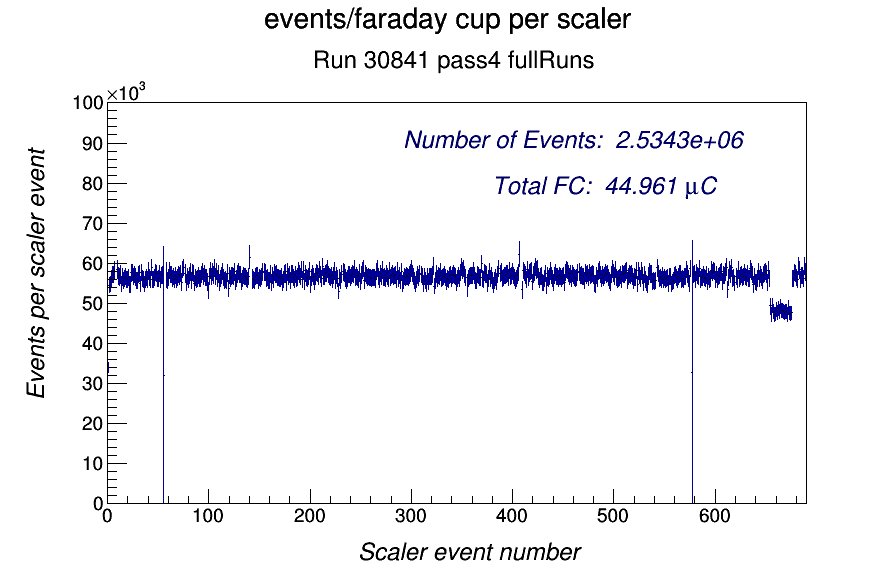 events/faraday cup per scaler
Run 30841 pass4 fullRuns
×10³
100
90
80
70
60
50
40
30
20
10
0
Events per scaler event
Number of Events: 2.5343e+06
Total FC: 44.961 μC
0 100 200 300 400 500 600
Scaler event number